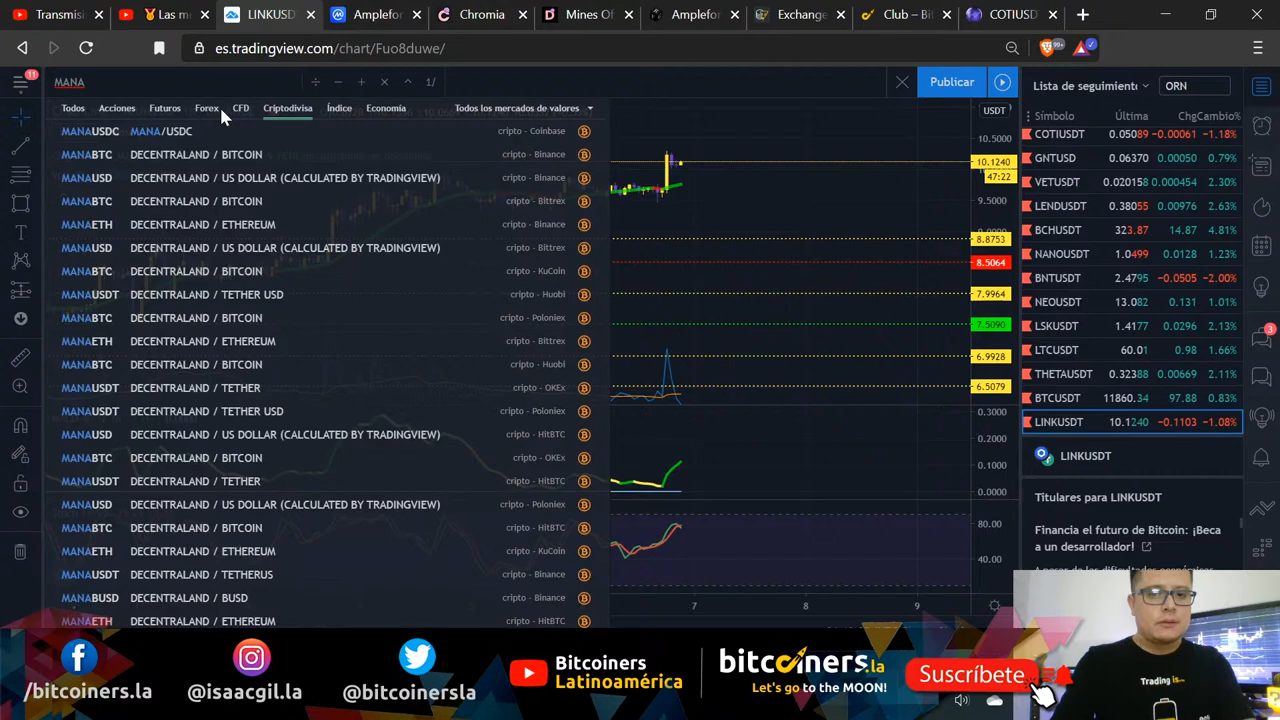 Transmisi
Las m
LINKUSD
Amplefor
Chromia
Mines Of
Amplefo
Exchange
Club – Bi
COTIUSD
es.tradingview.com/chart/Fuo8duwe/
99+
11
MANA
1/
Publicar
Todos Acciones Futuros Forex CFD Criptodivisa Índice Economía Todos los mercados de valores
MANAUSDC MANA/USDC cripto - Coinbase
MANABTC DECENTRALAND / BITCOIN cripto - Binance
MANAUSD DECENTRALAND / US DOLLAR (CALCULATED BY TRADINGVIEW) cripto - Binance
MANABTC DECENTRALAND / BITCOIN cripto - Bittrex
MANAETH DECENTRALAND / ETHEREUM cripto - Binance
MANAUSD DECENTRALAND / US DOLLAR (CALCULATED BY TRADINGVIEW) cripto - Bittrex
MANABTC DECENTRALAND / BITCOIN cripto - KuCoin
MANAUSDT DECENTRALAND / TETHER USD cripto - Huobi
MANABTC DECENTRALAND / BITCOIN cripto - Poloniex
MANAETH DECENTRALAND / ETHEREUM cripto - Bittrex
MANABTC DECENTRALAND / BITCOIN cripto - Huobi
MANAUSDT DECENTRALAND / TETHER cripto - OKEx
MANAUSDT DECENTRALAND / TETHER USD cripto - Poloniex
MANAUSD DECENTRALAND / US DOLLAR (CALCULATED BY TRADINGVIEW) cripto - HitBTC
MANABTC DECENTRALAND / BITCOIN cripto - OKEx
MANAUSDT DECENTRALAND / TETHER cripto - HitBTC
MANAUSD DECENTRALAND / US DOLLAR (CALCULATED BY TRADINGVIEW) cripto - Poloniex
MANABTC DECENTRALAND / BITCOIN cripto - HitBTC
MANAETH DECENTRALAND / ETHEREUM cripto - KuCoin
MANAUSDT DECENTRALAND / TETHERUS cripto - Binance
MANABUSD DECENTRALAND / BUSD cripto - Binance
MANAETH DECENTRALAND / ETHEREUM cripto - HitBTC
USDT
10.5000
10.1240
47:22
9.5000
8.8753
8.5064
7.9964
7.5090
6.9928
6.5079
0.3000
0.2000
0.1000
0.0000
80.00
40.00
7 8 9
Lista de seguimiento ORN
Símbolo Última Chg Cambio%
COTIUSDT 0.05089 −0.00061 −1.18%
GNTUSD 0.06370 0.00050 0.79%
VETUSDT 0.020158 0.000454 2.30%
LENDUSDT 0.38055 0.00976 2.63%
BCHUSDT 323.87 14.87 4.81%
NANOUSDT 1.0499 0.0128 1.23%
BNTUSDT 2.4795 −0.0505 −2.00%
NEOUSDT 13.082 0.131 1.01%
LSKUSDT 1.4177 0.0296 2.13%
LTCUSDT 60.01 0.98 1.66%
THETAUSDT 0.32388 0.00669 2.11%
BTCUSDT 11860.34 97.88 0.83%
LINKUSDT 10.1240 −0.1103 −1.08%
LINKUSDT
Titulares para LINKUSDT
Financia el futuro de Bitcoin: ¡Beca
a un desarrollador!
3
/bitcoiners.la
@isaacgil.la
@bitcoinersla
Bitcoiners
Latinoamérica
bitcoiners.la
Let's go to the MOON!
Suscríbete
Trading is...